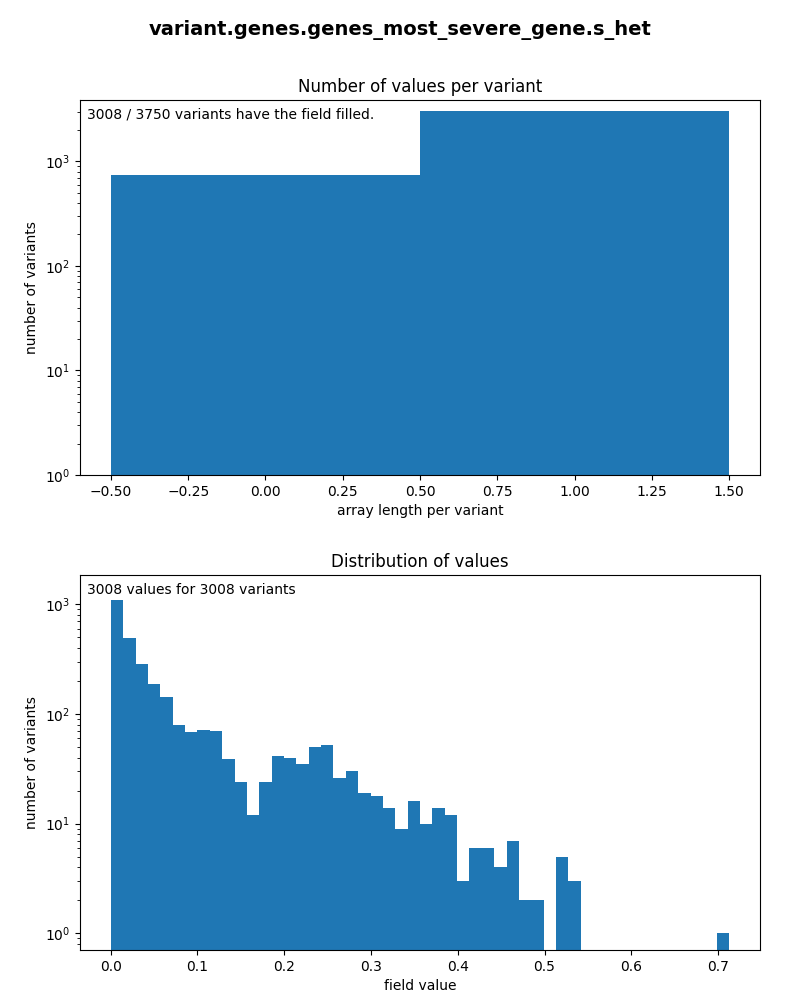 variant.genes.genes_most_severe_gene.s_het
Number of values per variant
3008 / 3750 variants have the field filled.
number of variants
10³
10²
10¹
10⁰
−0.50 −0.25 0.00 0.25 0.50 0.75 1.00 1.25 1.50
array length per variant
Distribution of values
3008 values for 3008 variants
number of variants
10³
10²
10¹
10⁰
0.0 0.1 0.2 0.3 0.4 0.5 0.6 0.7
field value